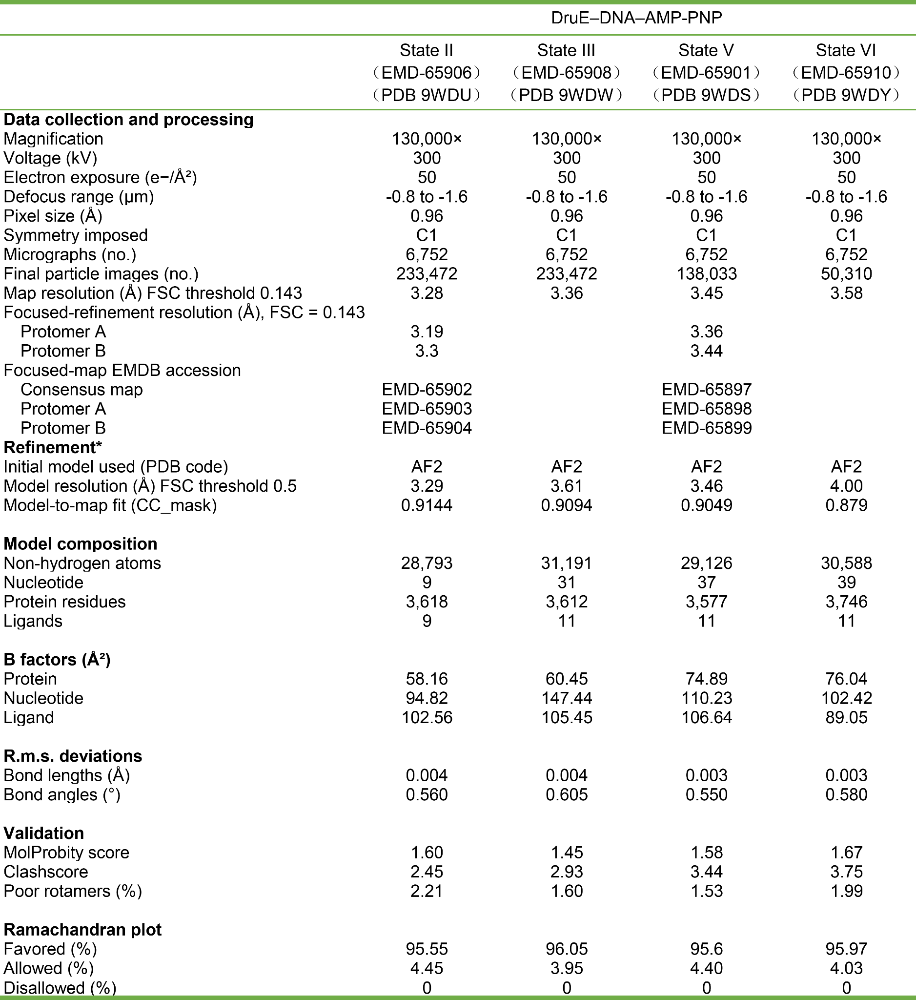 DruE–DNA–AMP-PNP
State II State III State V State VI
（EMD-65906） （EMD-65908） （EMD-65901） （EMD-65910）
（PDB 9WDU） （PDB 9WDW） （PDB 9WDS） （PDB 9WDY）
Data collection and processing
Magnification 130,000× 130,000× 130,000× 130,000×
Voltage (kV) 300 300 300 300
Electron exposure (e−/Å²) 50 50 50 50
Defocus range (μm) -0.8 to -1.6 -0.8 to -1.6 -0.8 to -1.6 -0.8 to -1.6
Pixel size (Å) 0.96 0.96 0.96 0.96
Symmetry imposed C1 C1 C1 C1
Micrographs (no.) 6,752 6,752 6,752 6,752
Final particle images (no.) 233,472 233,472 138,033 50,310
Map resolution (Å) FSC threshold 0.143 3.28 3.36 3.45 3.58
Focused-refinement resolution (Å), FSC = 0.143
Protomer A 3.19 3.36
Protomer B 3.3 3.44
Focused-map EMDB accession
Consensus map EMD-65902 EMD-65897
Protomer A EMD-65903 EMD-65898
Protomer B EMD-65904 EMD-65899
Refinement*
Initial model used (PDB code) AF2 AF2 AF2 AF2
Model resolution (Å) FSC threshold 0.5 3.29 3.61 3.46 4.00
Model-to-map fit (CC_mask) 0.9144 0.9094 0.9049 0.879
Model composition
Non-hydrogen atoms 28,793 31,191 29,126 30,588
Nucleotide 9 31 37 39
Protein residues 3,618 3,612 3,577 3,746
Ligands 9 11 11 11
B factors (Å²)
Protein 58.16 60.45 74.89 76.04
Nucleotide 94.82 147.44 110.23 102.42
Ligand 102.56 105.45 106.64 89.05
R.m.s. deviations
Bond lengths (Å) 0.004 0.004 0.003 0.003
Bond angles (°) 0.560 0.605 0.550 0.580
Validation
MolProbity score 1.60 1.45 1.58 1.67
Clashscore 2.45 2.93 3.44 3.75
Poor rotamers (%) 2.21 1.60 1.53 1.99
Ramachandran plot
Favored (%) 95.55 96.05 95.6 95.97
Allowed (%) 4.45 3.95 4.40 4.03
Disallowed (%) 0 0 0 0